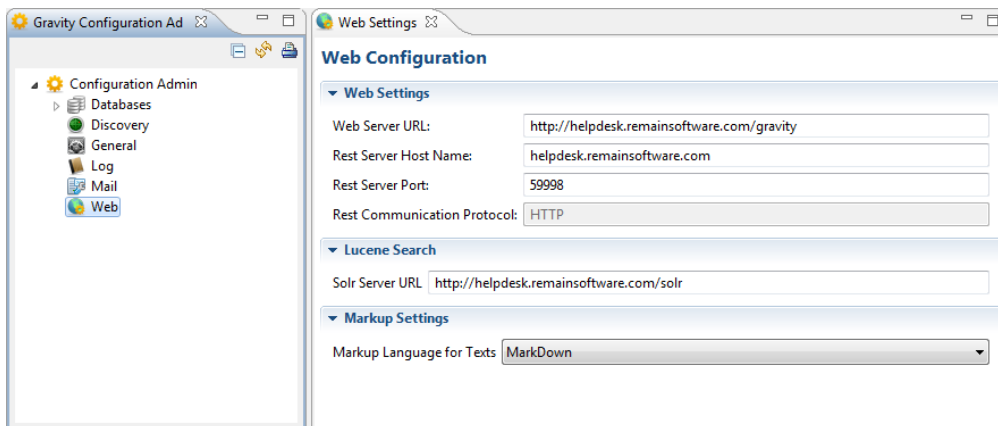 Gravity Configuration Ad
Configuration Admin
Databases
Discovery
General
Log
Mail
Web
Web Settings
Web Configuration
Web Settings
Web Server URL: http://helpdesk.remainsoftware.com/gravity
Rest Server Host Name: helpdesk.remainsoftware.com
Rest Server Port: 59998
Rest Communication Protocol: HTTP
Lucene Search
Solr Server URL http://helpdesk.remainsoftware.com/solr
Markup Settings
Markup Language for Texts MarkDown